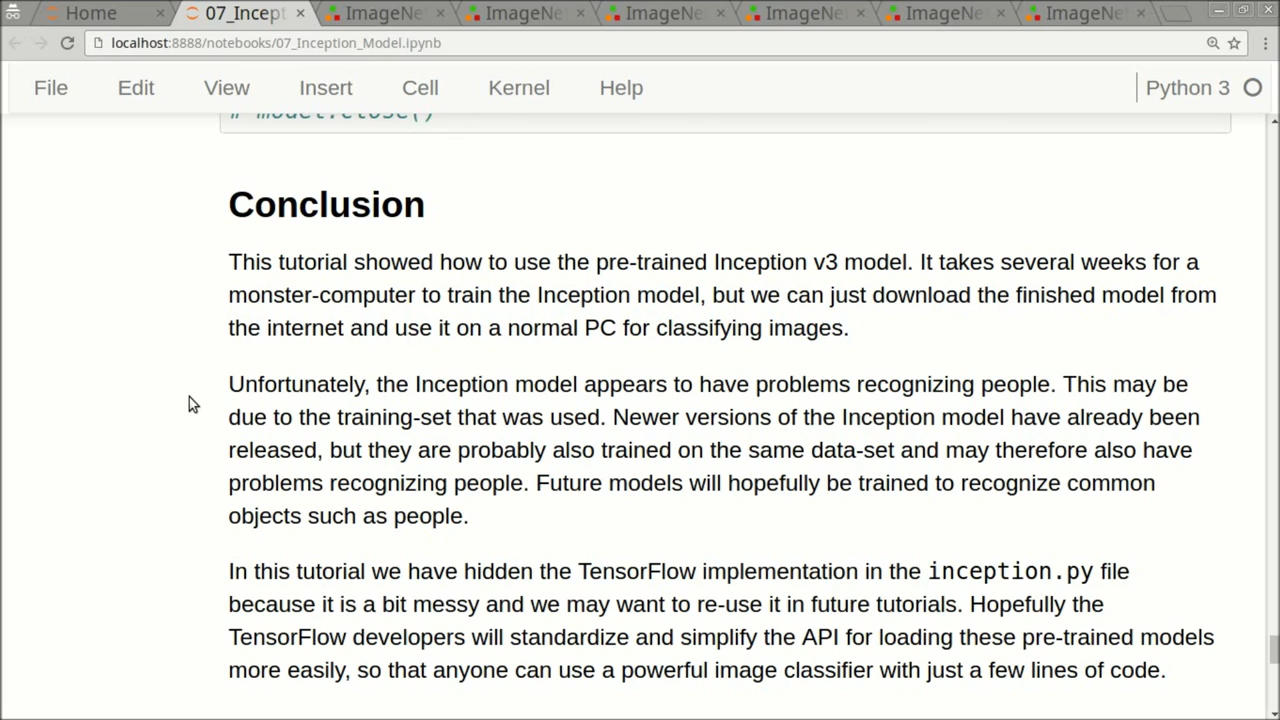 Home × 07_Incept × ImageNe × ImageNe × ImageNe × ImageNe × ImageNe × ImageNe ×
localhost:8888/notebooks/07_Inception_Model.ipynb
File Edit View Insert Cell Kernel Help Python 3
# model.close()
Conclusion
This tutorial showed how to use the pre-trained Inception v3 model. It takes several weeks for a
monster-computer to train the Inception model, but we can just download the finished model from
the internet and use it on a normal PC for classifying images.
Unfortunately, the Inception model appears to have problems recognizing people. This may be
due to the training-set that was used. Newer versions of the Inception model have already been
released, but they are probably also trained on the same data-set and may therefore also have
problems recognizing people. Future models will hopefully be trained to recognize common
objects such as people.
In this tutorial we have hidden the TensorFlow implementation in the inception.py file
because it is a bit messy and we may want to re-use it in future tutorials. Hopefully the
TensorFlow developers will standardize and simplify the API for loading these pre-trained models
more easily, so that anyone can use a powerful image classifier with just a few lines of code.